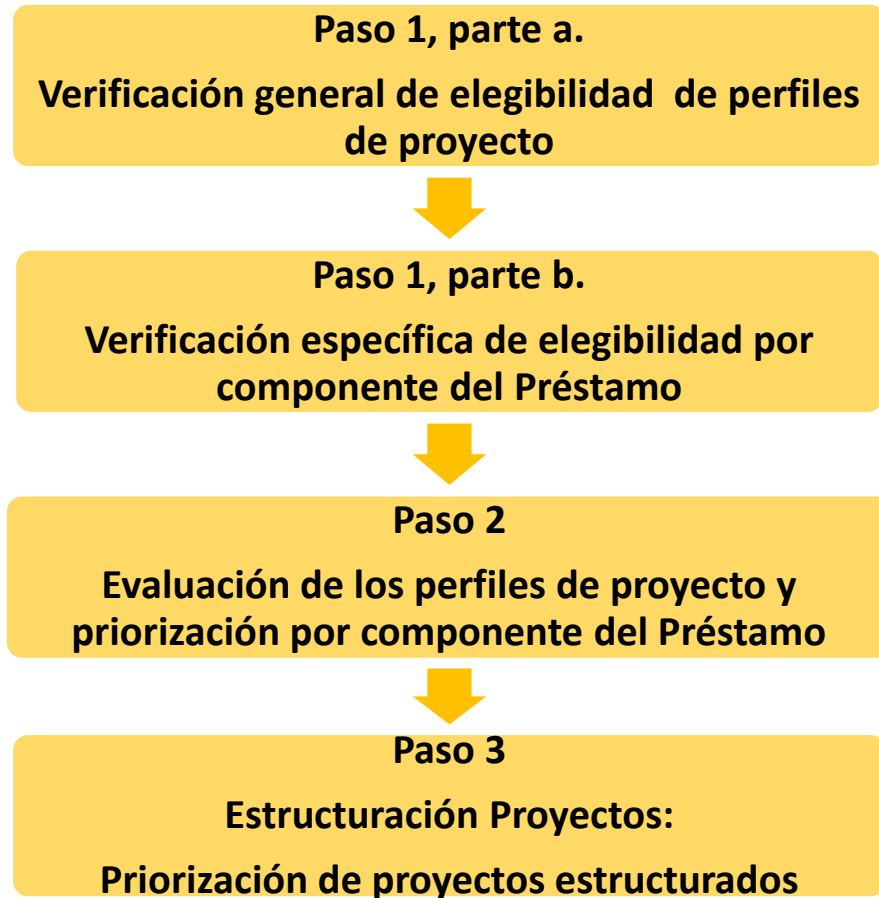 Paso 1, parte a.
Verificación general de elegibilidad de perfiles
de proyecto
Paso 1, parte b.
Verificación específica de elegibilidad por
componente del Préstamo
Paso 2
Evaluación de los perfiles de proyecto y
priorización por componente del Préstamo
Paso 3
Estructuración Proyectos:
Priorización de proyectos estructurados